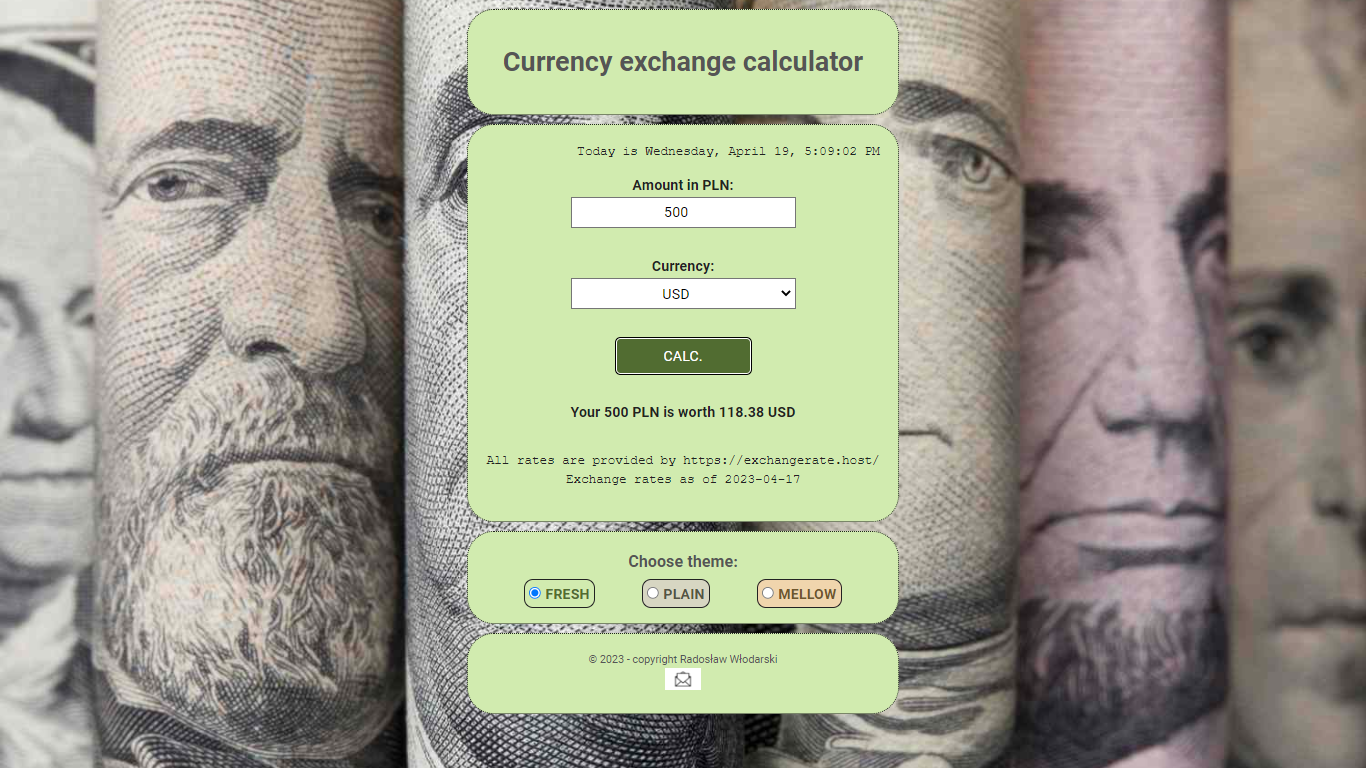 Currency exchange calculator
Today is Wednesday, April 19, 5:09:02 PM
Amount in PLN:
500
Currency:
USD
CALC.
Your 500 PLN is worth 118.38 USD
All rates are provided by https://exchangerate.host/
Exchange rates as of 2023-04-17
Choose theme:
FRESH PLAIN MELLOW
© 2023 - copyright Radosław Włodarski